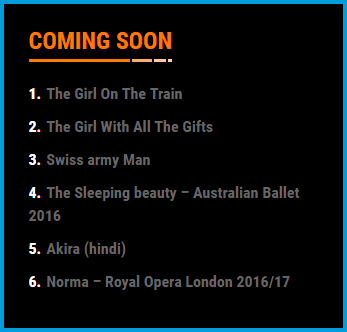 COMING SOON
1. The Girl On The Train
2. The Girl With All The Gifts
3. Swiss army Man
4. The Sleeping beauty – Australian Ballet
2016
5. Akira (hindi)
6. Norma – Royal Opera London 2016/17